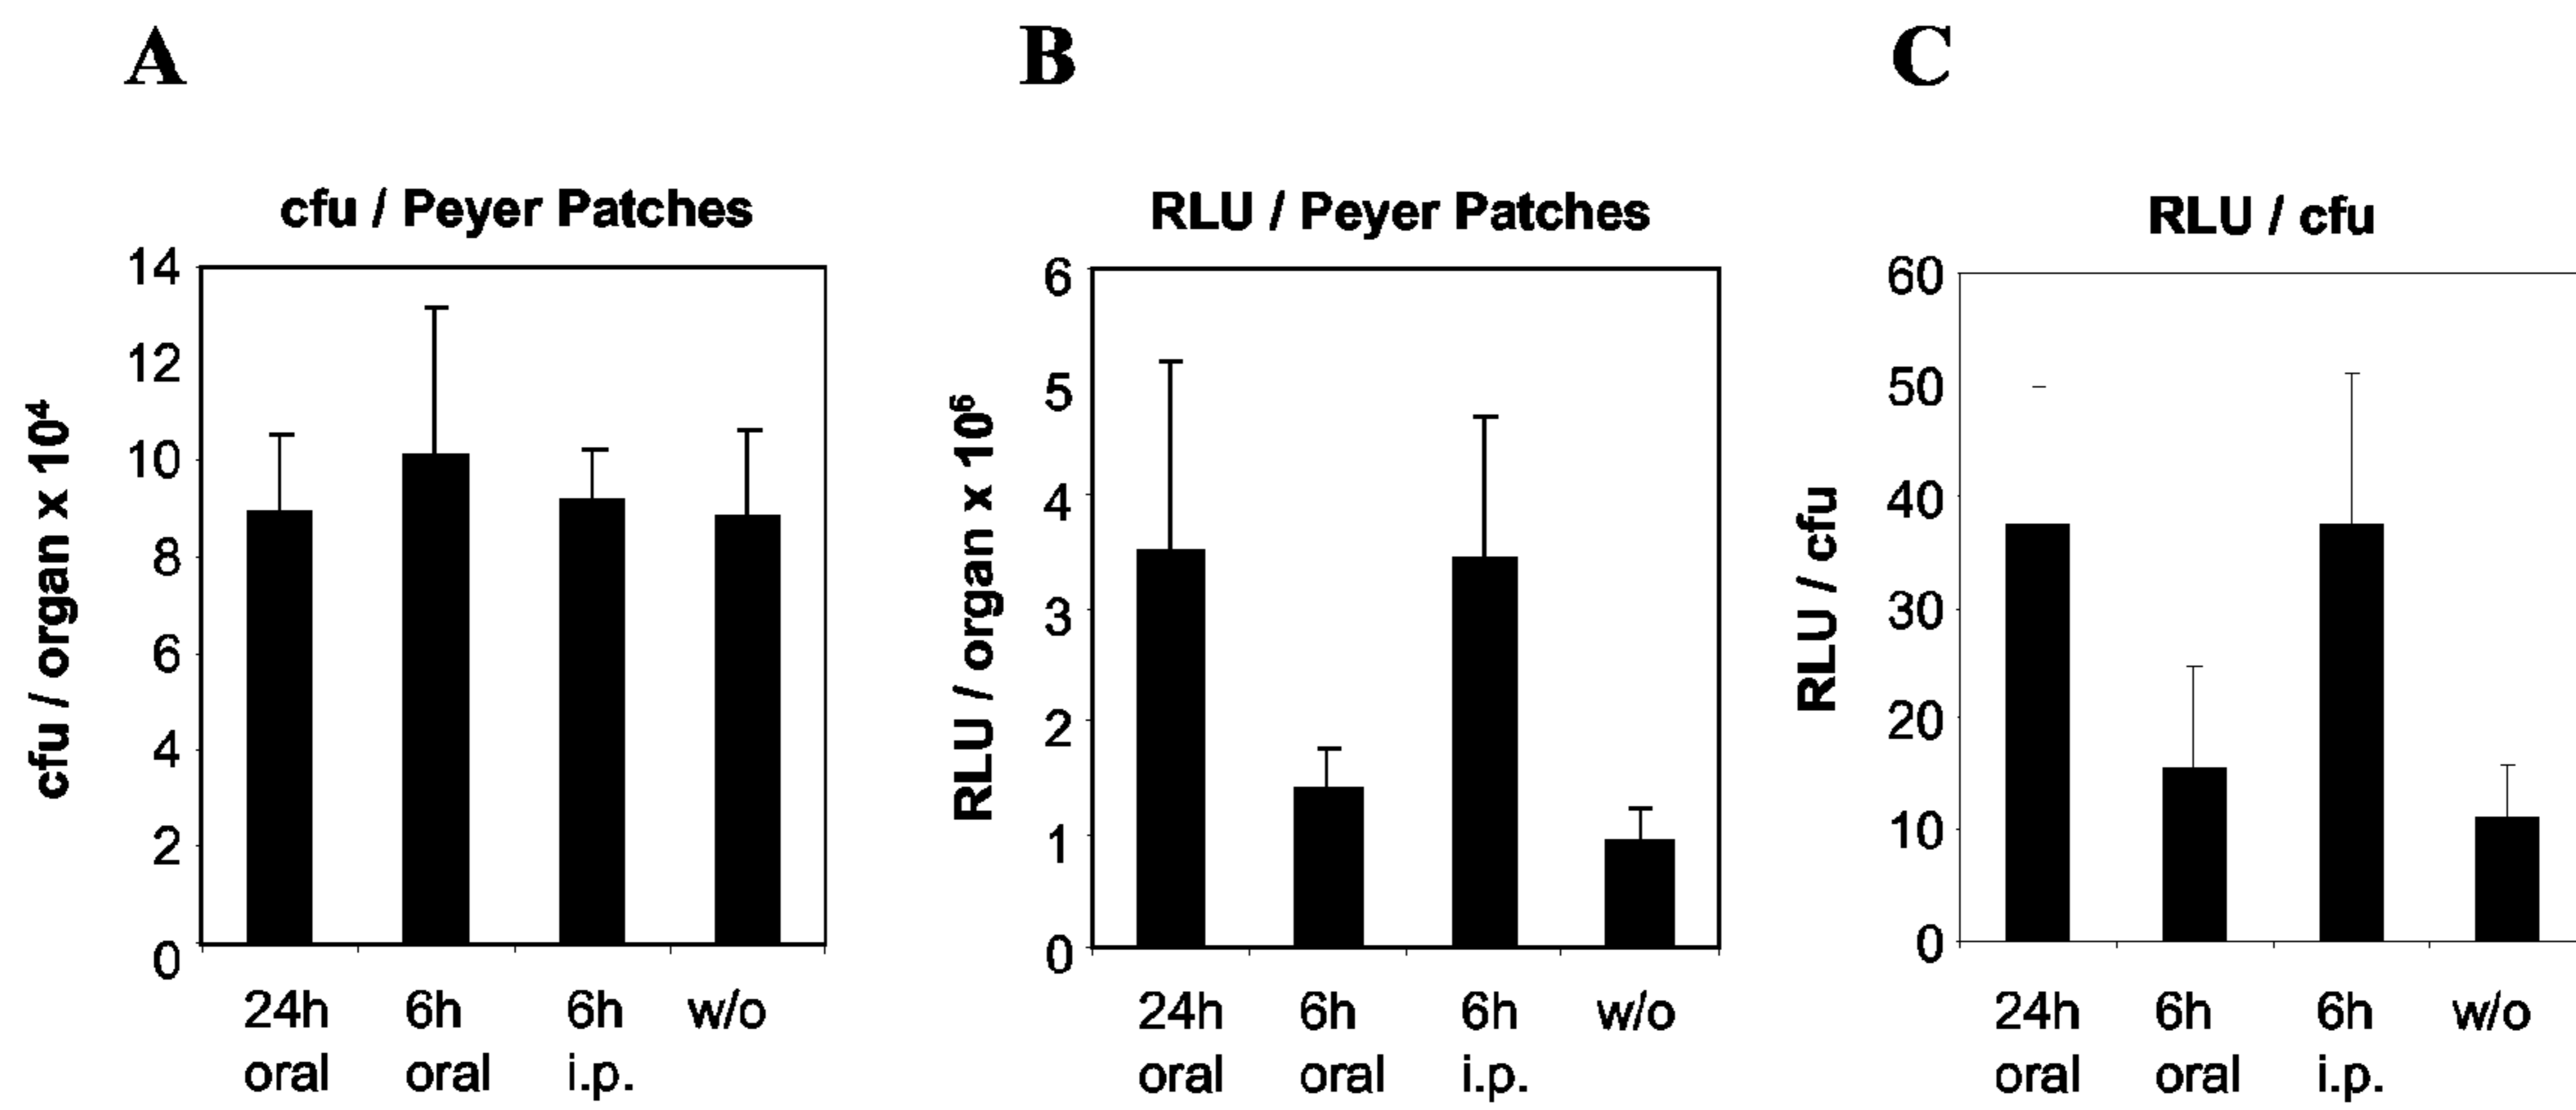 A
cfu / Peyer Patches
cfu / organ x 10⁴
14
12
10
8
6
4
2
0
24h oral
6h oral
6h i.p.
w/o
B
RLU / Peyer Patches
RLU / organ x 10⁶
6
5
4
3
2
1
0
24h oral
6h oral
6h i.p.
w/o
C
RLU / cfu
RLU / cfu
60
50
40
30
20
10
0
24h oral
6h oral
6h i.p.
w/o